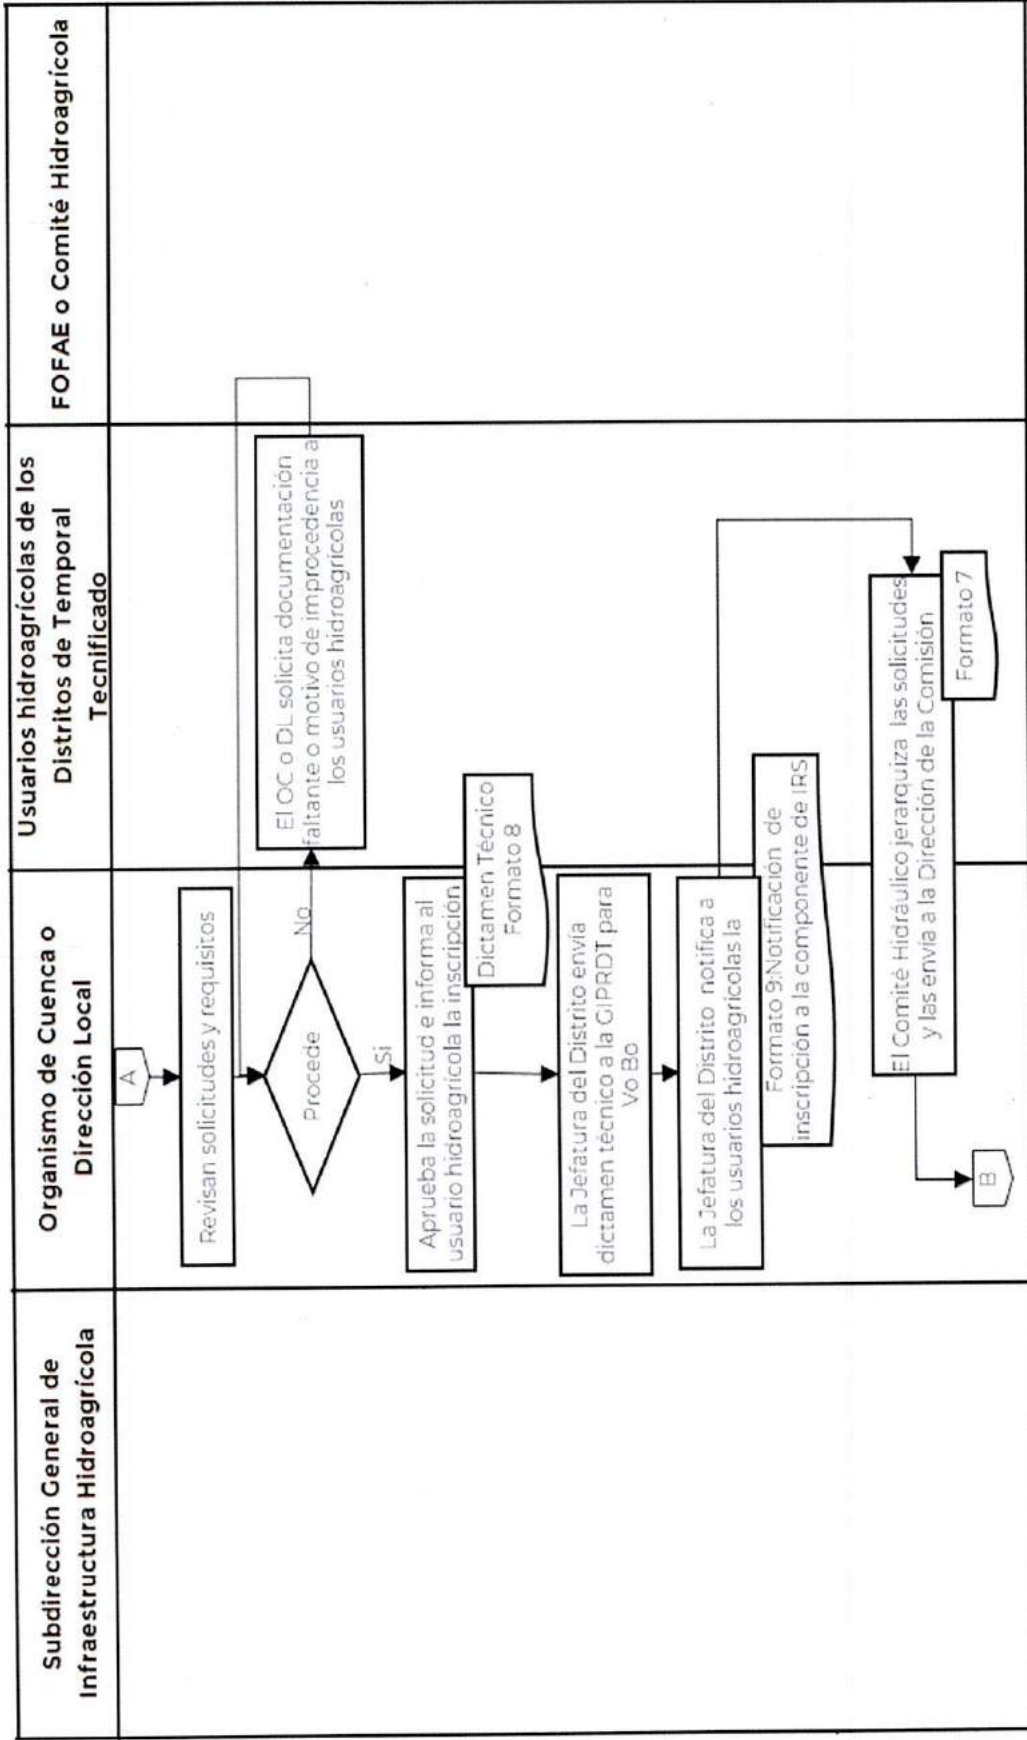 Subdirección General de
Infraestructura Hidroagrícola
Organismo de Cuenca o
Dirección Local
Usuarios hidroagrícolas de los
Distritos de Temporal
Tecnificado
FOFAE o Comité Hidroagrícola
A
Revisan solicitudes y requisitos
Procede
No
El OC o DL solicita documentación
faltante o motivo de improcedencia a
los usuarios hidroagrícolas
Si
Aprueba la solicitud e informa al
usuario hidroagrícola la inscripción
Dictamen Técnico
Formato 8
La Jefatura del Distrito envía
dictamen técnico a la GIPRDT para
Vo Bo
La Jefatura del Distrito notifica a
los usuarios hidroagrícolas la
Formato 9:Notificación de
inscripción a la componente de IRS
El Comité Hidráulico jerarquiza las solicitudes
y las envía a la Dirección de la Comisión
Formato 7
B